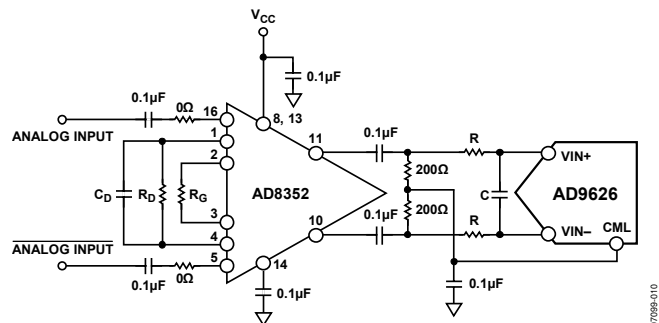 VCC
0.1µF
0.1µF
0Ω
16
8, 13
ANALOG INPUT
1
2
11
0.1µF
R
VIN+
200Ω
CD
RD
RG
AD8352
C
AD9626
3
200Ω
0.1µF
R
VIN–
CML
4
10
ANALOG INPUT
5
14
0.1µF
0Ω
0.1µF
0.1µF
07099-010